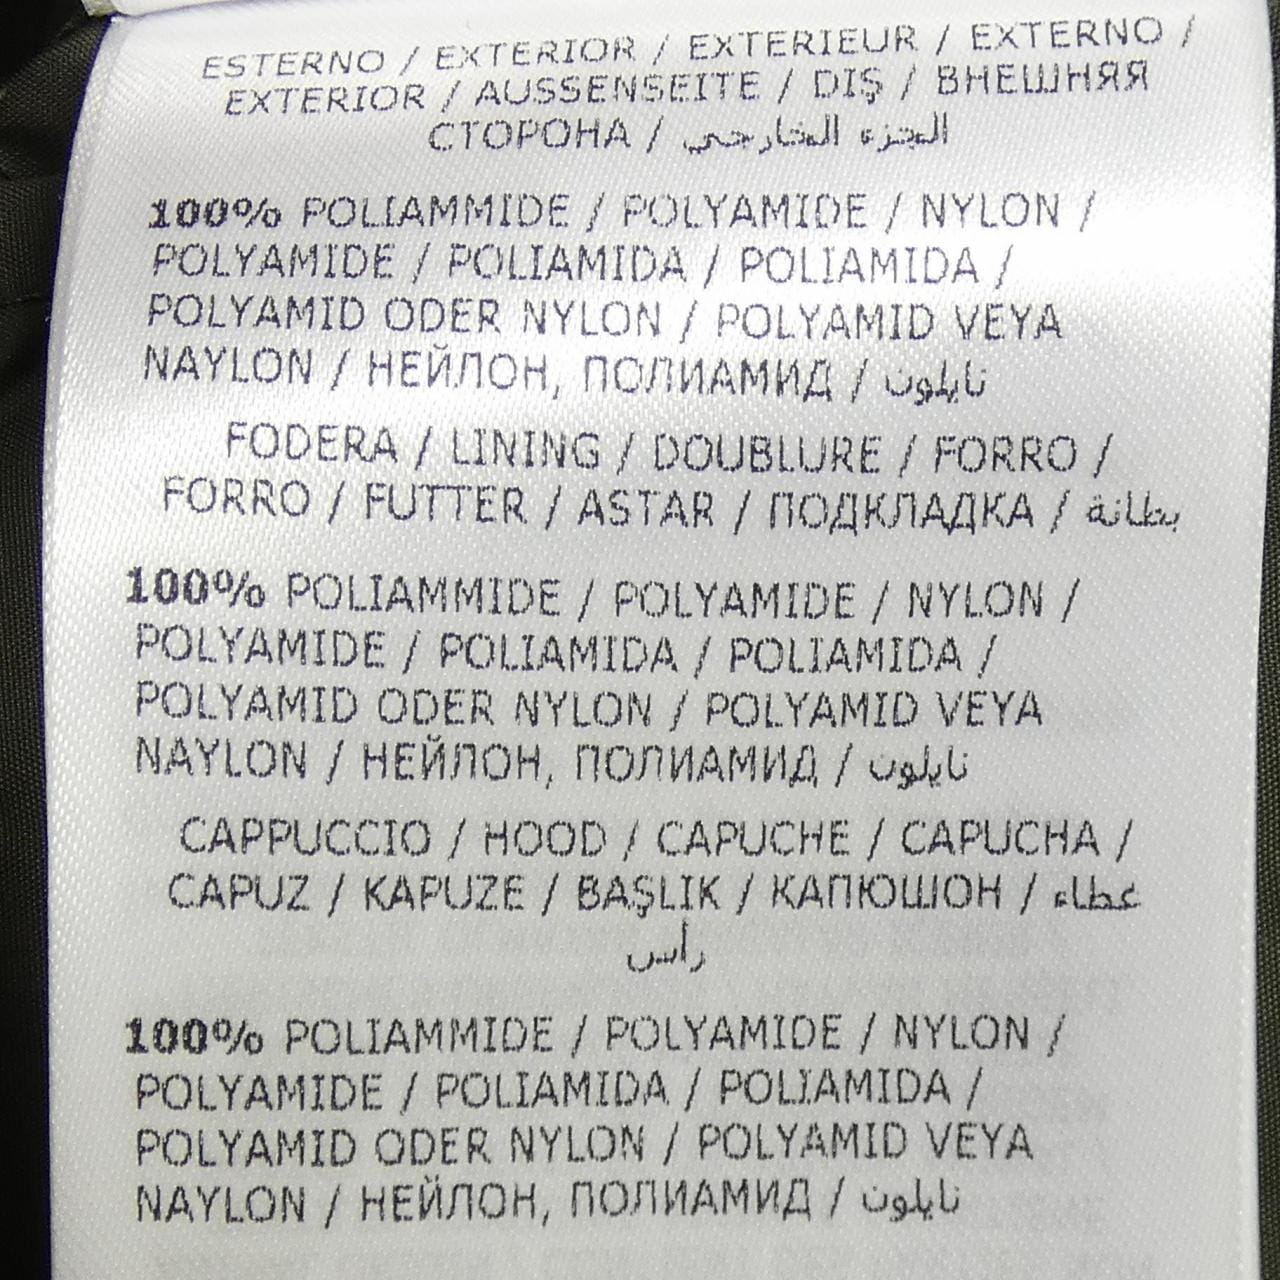 ESTERNO / EXTERIOR / EXTERIEUR / EXTERNO /
EXTERIOR / AUSSENSEITE / DIŞ / ВНЕШНЯЯ
СТОРОНА / الجزء الخارجي
100% POLIAMMIDE / POLYAMIDE / NYLON /
POLYAMIDE / POLIAMIDA / POLIAMIDA /
POLYAMID ODER NYLON / POLYAMID VEYA
NAYLON / НЕЙЛОН, ПОЛИАМИД / نايلون
FODERA / LINING / DOUBLURE / FORRO /
FORRO / FUTTER / ASTAR / ПОДКЛАДКА / بطانة
100% POLIAMMIDE / POLYAMIDE / NYLON /
POLYAMIDE / POLIAMIDA / POLIAMIDA /
POLYAMID ODER NYLON / POLYAMID VEYA
NAYLON / НЕЙЛОН, ПОЛИАМИД / نايلون
CAPPUCCIO / HOOD / CAPUCHE / CAPUCHA /
CAPUZ / KAPUZE / BAŞLIK / КАПЮШОН / غطاء
رأس
100% POLIAMMIDE / POLYAMIDE / NYLON /
POLYAMIDE / POLIAMIDA / POLIAMIDA /
POLYAMID ODER NYLON / POLYAMID VEYA
NAYLON / НЕЙЛОН, ПОЛИАМИД / نايلون